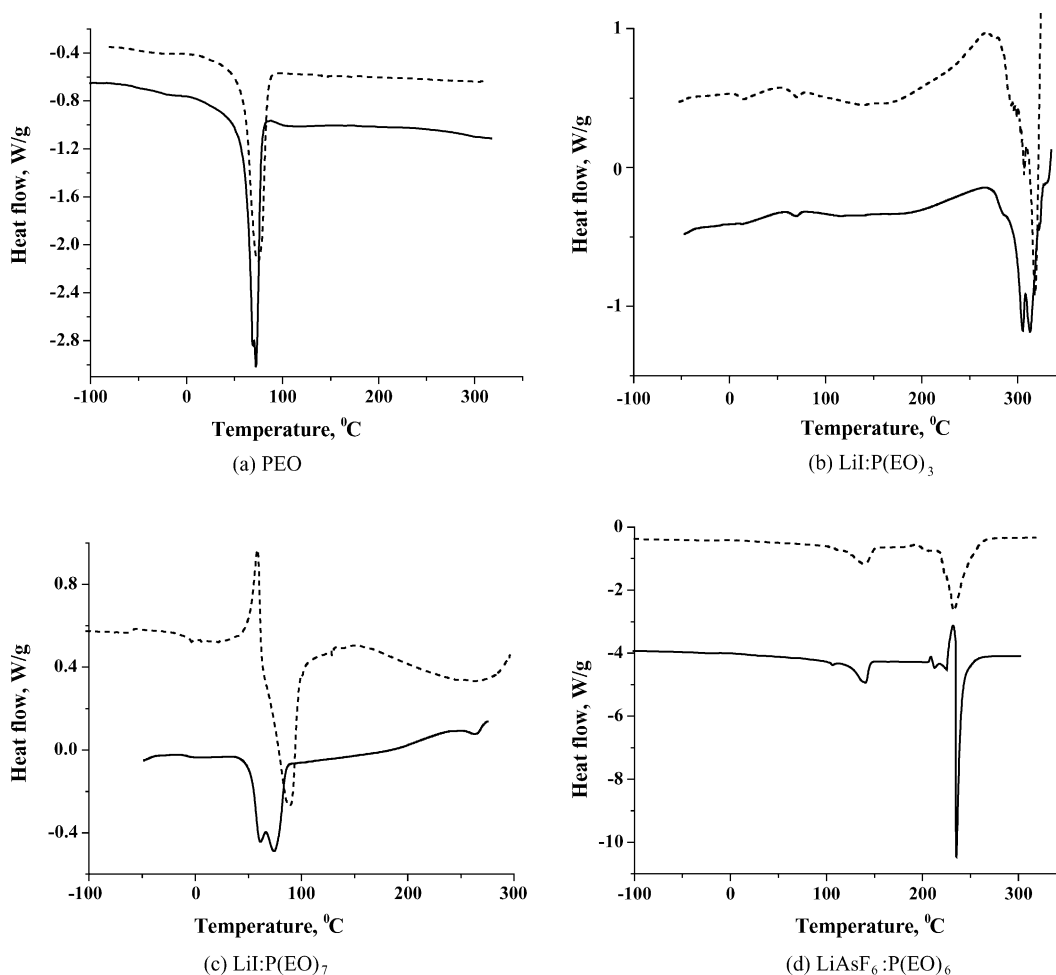 -0.4
-0.8
-1.2
-1.6
-2.0
-2.4
-2.8
Heat flow, W/g
-100 0 100 200 300
Temperature, ⁰C
(a) PEO
1
0
-1
Heat flow, W/g
-100 0 100 200 300
Temperature, ⁰C
(b) LiI:P(EO)₃
0.8
0.4
0.0
-0.4
Heat flow, W/g
-100 0 100 200 300
Temperature, ⁰C
(c) LiI:P(EO)₇
0
-2
-4
-6
-8
-10
Heat flow, W/g
-100 0 100 200 300
Temperature, ⁰C
(d) LiAsF₆:P(EO)₆